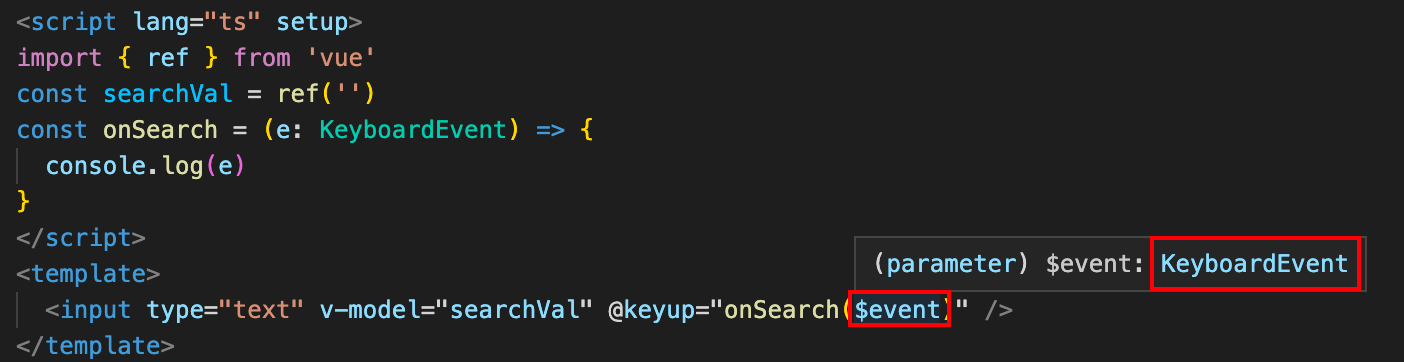 <script lang="ts" setup>
import { ref } from 'vue'
const searchVal = ref('')
const onSearch = (e: KeyboardEvent) => {
  console.log(e)
}
</script>
<template>
(parameter) $event: KeyboardEvent
  <input type="text" v-model="searchVal" @keyup="onSearch($event)" />
</template>